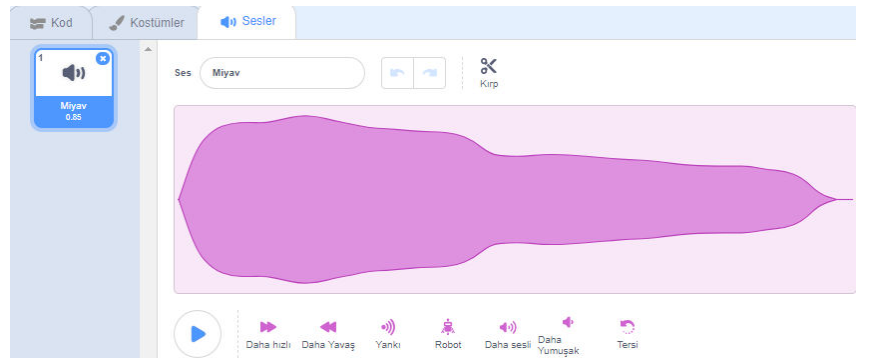 Kod
Kostümler
Sesler
1
Miyav
0.85
Ses
Miyav
Kırp
Daha hızlı
Daha Yavaş
Yankı
Robot
Daha sesli
Daha
Yumuşak
Tersi